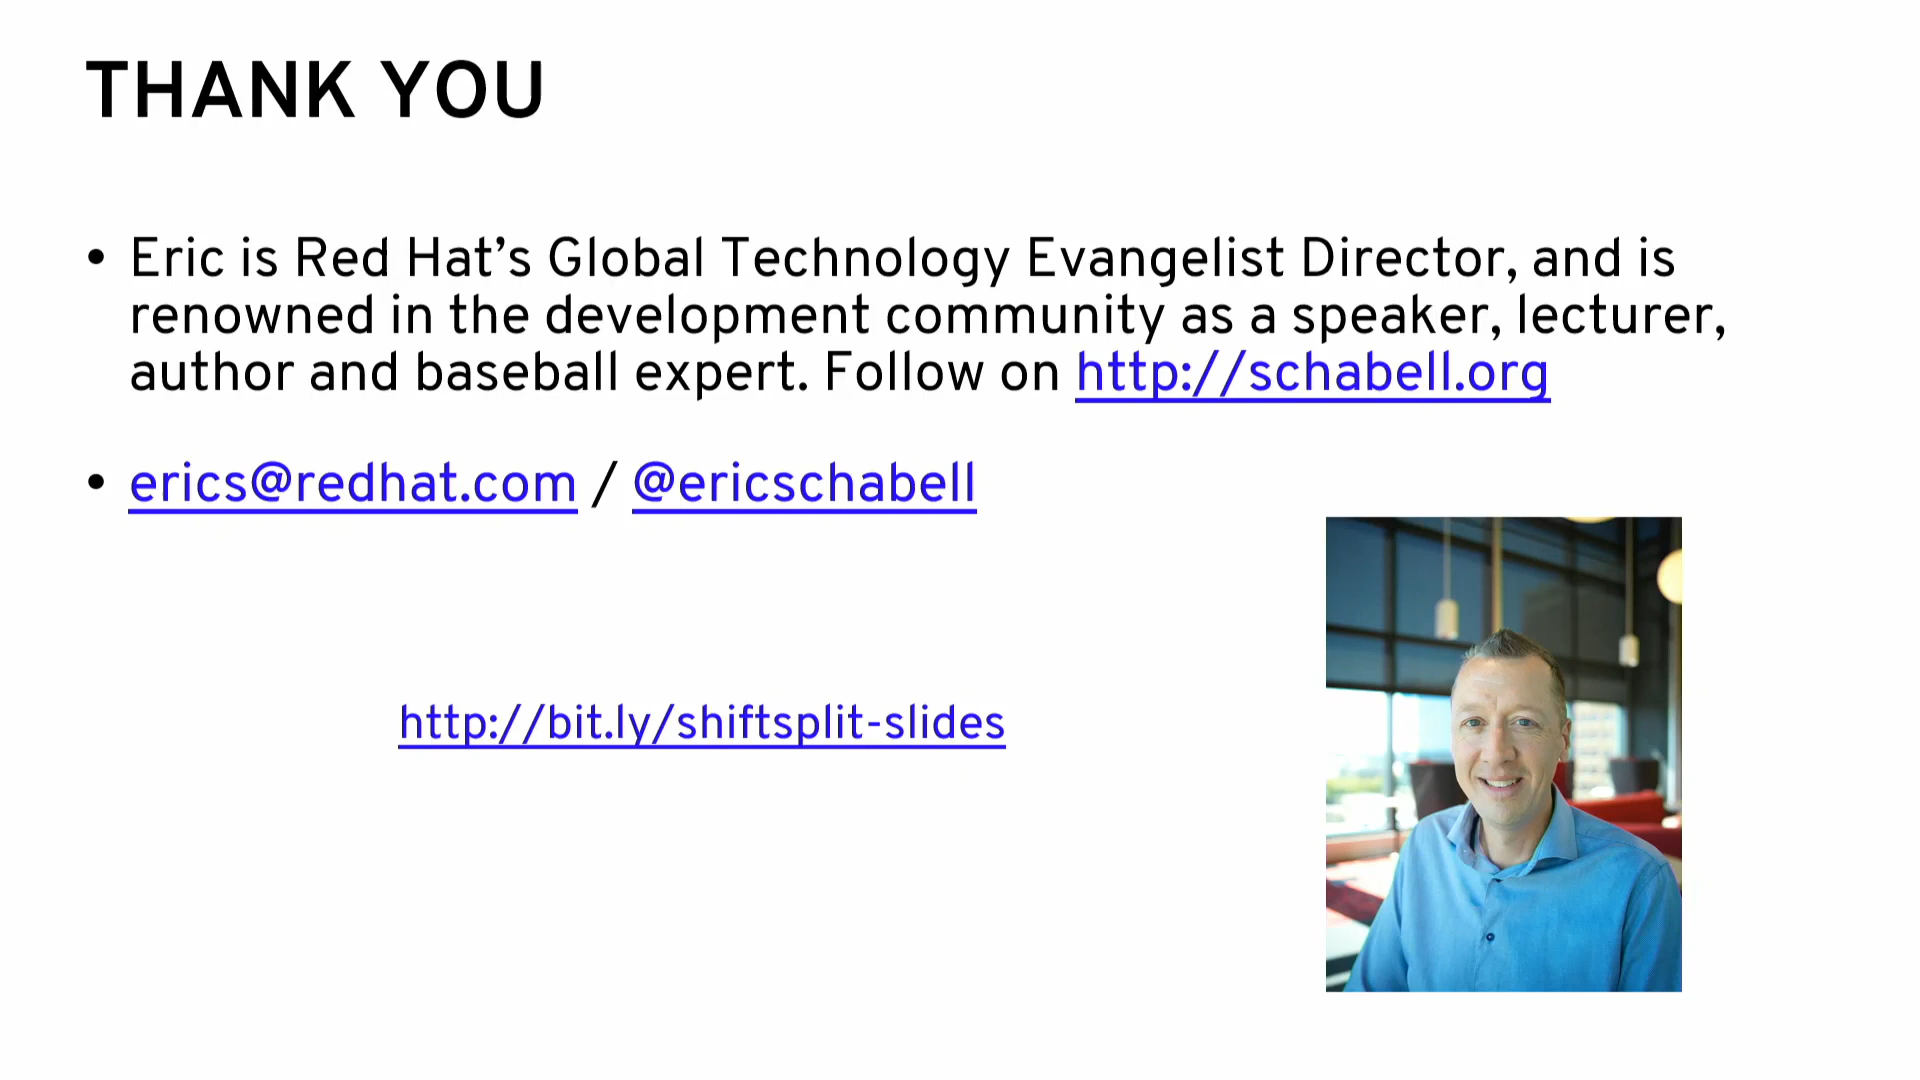 THANK YOU
• Eric is Red Hat’s Global Technology Evangelist Director, and is
renowned in the development community as a speaker, lecturer,
author and baseball expert. Follow on http://schabell.org
• erics@redhat.com / @ericschabell
http://bit.ly/shiftsplit-slides